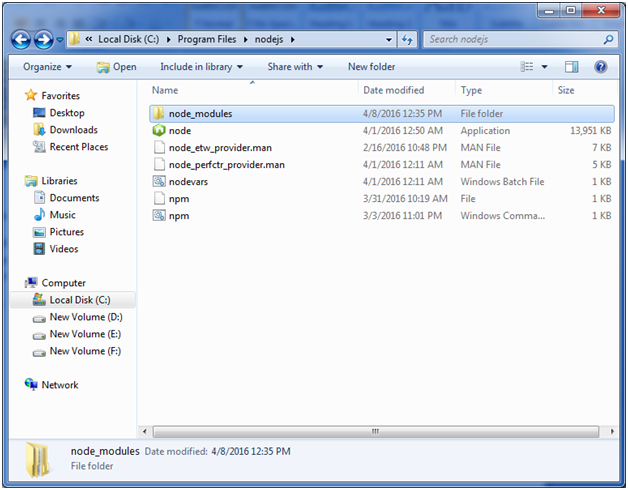 Local Disk (C:) Program Files nodejs Search nodejs
Organize Open Include in library Share with New folder
Name Date modified Type Size
Favorites
Desktop
Downloads
Recent Places
Libraries
Documents
Music
Pictures
Videos
Computer
Local Disk (C:)
New Volume (D:)
New Volume (E:)
New Volume (F:)
Network
node_modules 4/8/2016 12:35 PM File folder
node 4/1/2016 12:50 AM Application 13,951 KB
node_etw_provider.man 2/16/2016 10:48 PM MAN File 7 KB
node_perfctr_provider.man 4/1/2016 12:11 AM MAN File 5 KB
nodevars 4/1/2016 12:11 AM Windows Batch File 1 KB
npm 3/31/2016 10:19 AM File 1 KB
npm 3/3/2016 11:01 PM Windows Comma... 1 KB
node_modules Date modified: 4/8/2016 12:35 PM
File folder